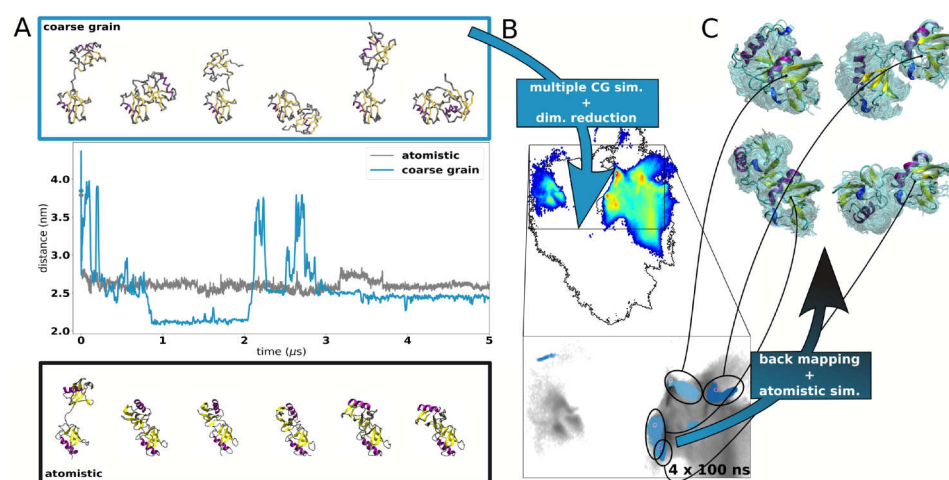 A
coarse grain
atomistic
coarse grain
distance (nm)
4.0
3.5
3.0
2.5
2.0
0
1
2
3
4
5
time (μs)
atomistic
B
multiple CG sim.
+
dim. reduction
4 x 100 ns
C
back mapping
+
atomistic sim.